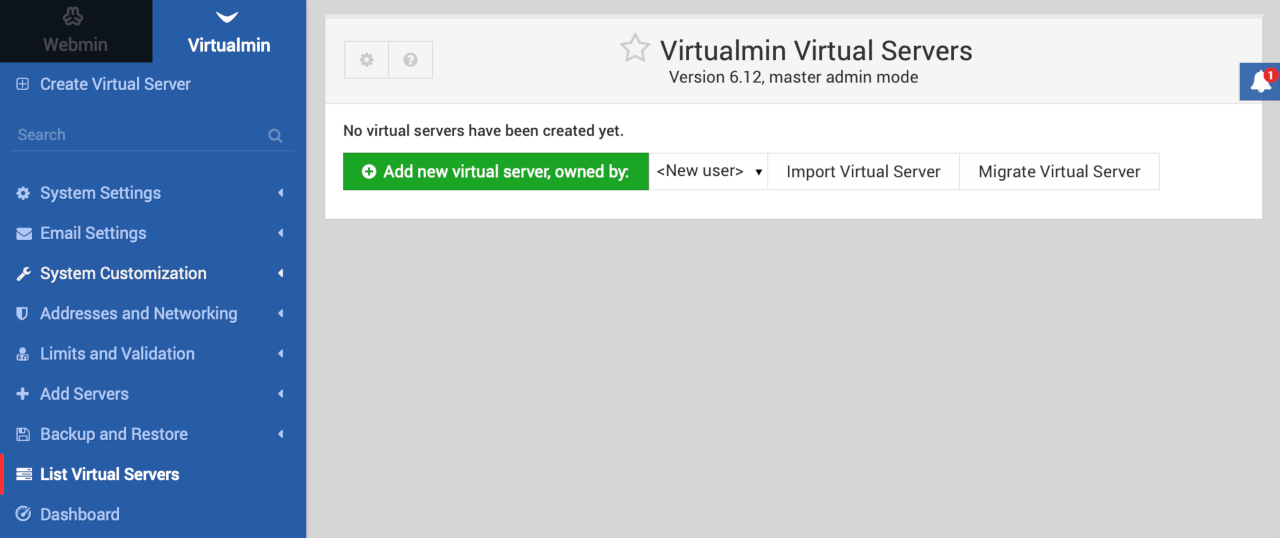 Webmin
Virtualmin
Create Virtual Server
Search
System Settings
Email Settings
System Customization
Addresses and Networking
Limits and Validation
Add Servers
Backup and Restore
List Virtual Servers
Dashboard
Virtualmin Virtual Servers
Version 6.12, master admin mode
1
No virtual servers have been created yet.
Add new virtual server, owned by: <New user> Import Virtual Server Migrate Virtual Server